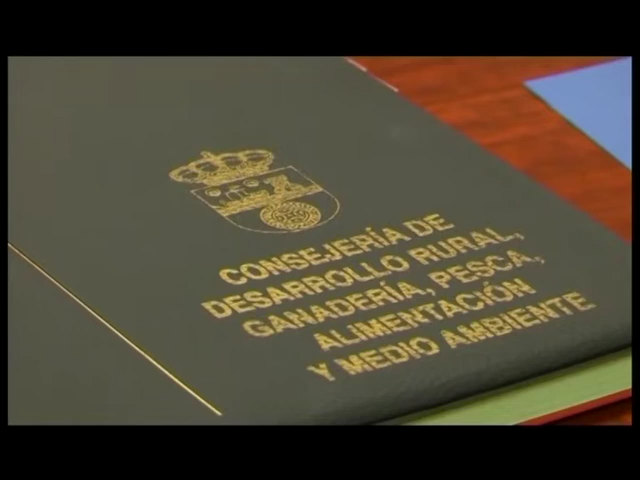 CONSEJERÍA DE
DESARROLLO RURAL,
GANADERÍA, PESCA,
ALIMENTACIÓN
Y MEDIO AMBIENTE